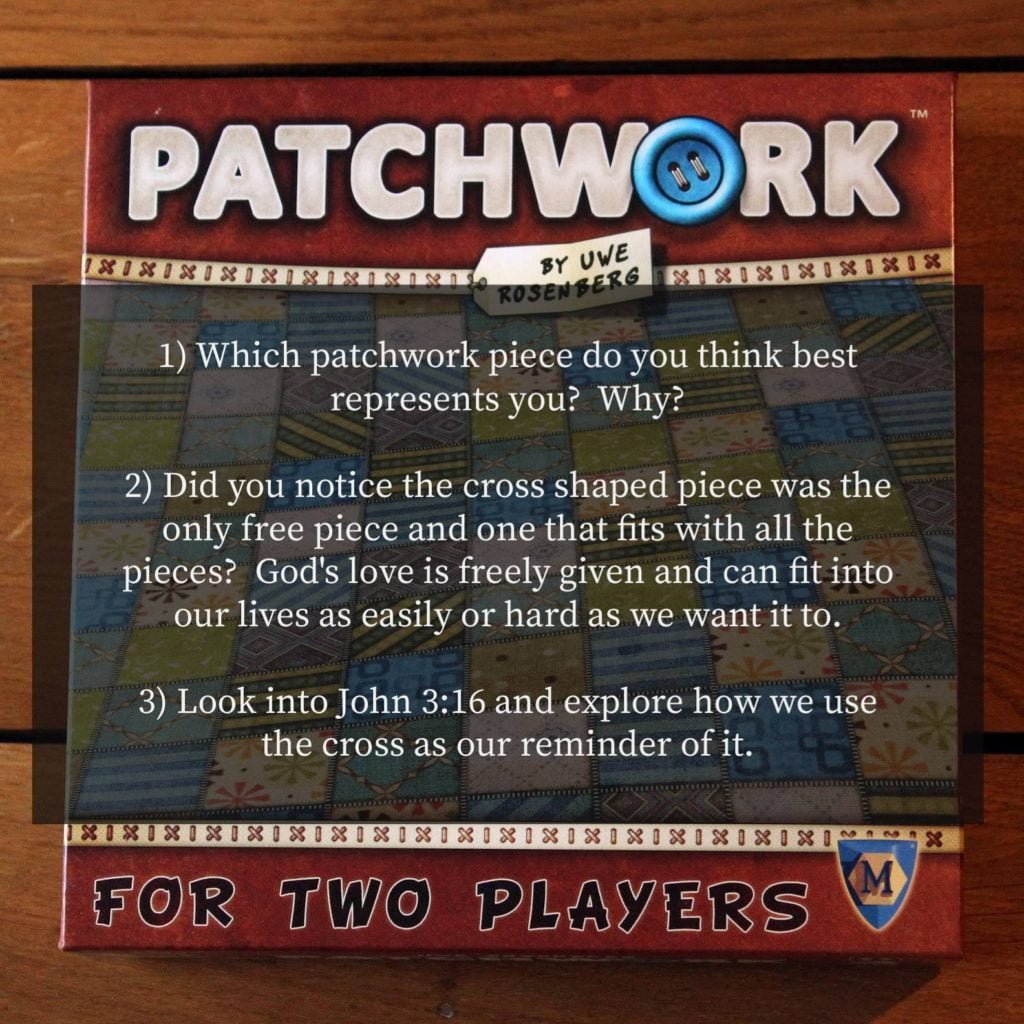 PATCHWORK™
BY UWE
ROSENBERG
1) Which patchwork piece do you think best
represents you?  Why?
2) Did you notice the cross shaped piece was the
only free piece and one that fits with all the
pieces?  God's love is freely given and can fit into
our lives as easily or hard as we want it to.
3) Look into John 3:16 and explore how we use
the cross as our reminder of it.
FOR TWO PLAYERS
M